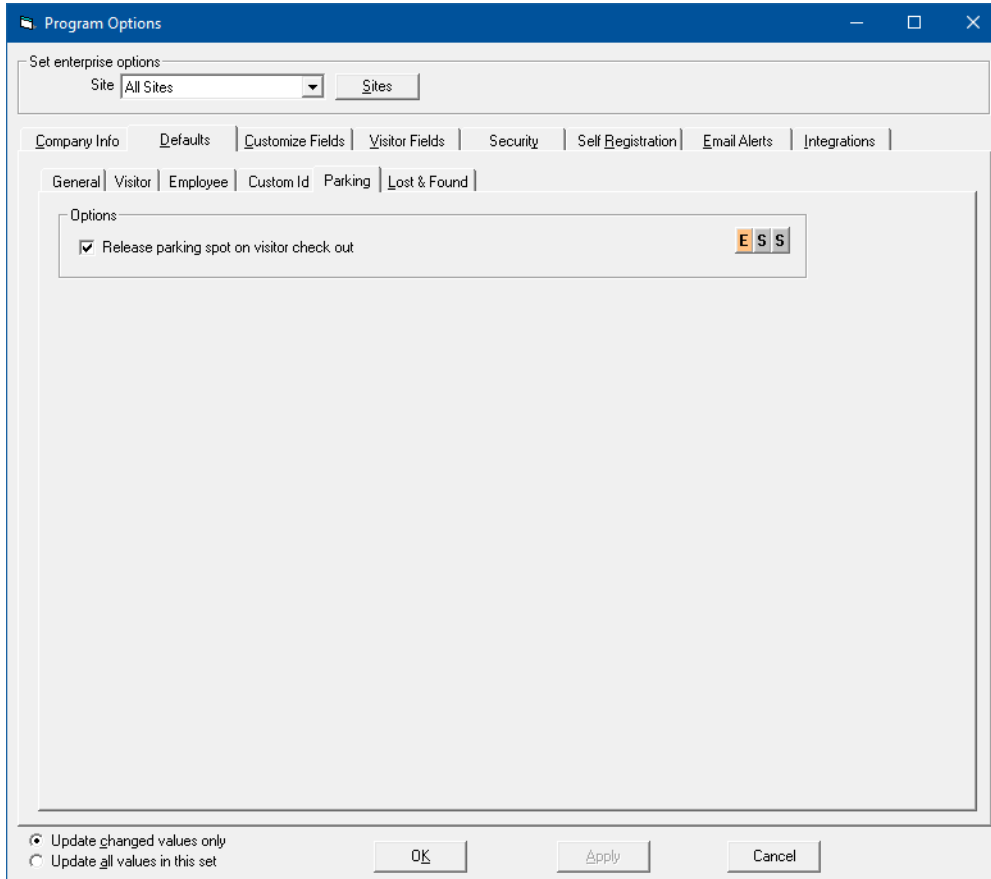 Program Options
Set enterprise options
Site All Sites Sites
Company Info Defaults Customize Fields Visitor Fields Security Self Registration Email Alerts Integrations
General Visitor Employee Custom Id Parking Lost & Found
Options
Release parking spot on visitor check out E S S
Update changed values only
Update all values in this set
OK Apply Cancel